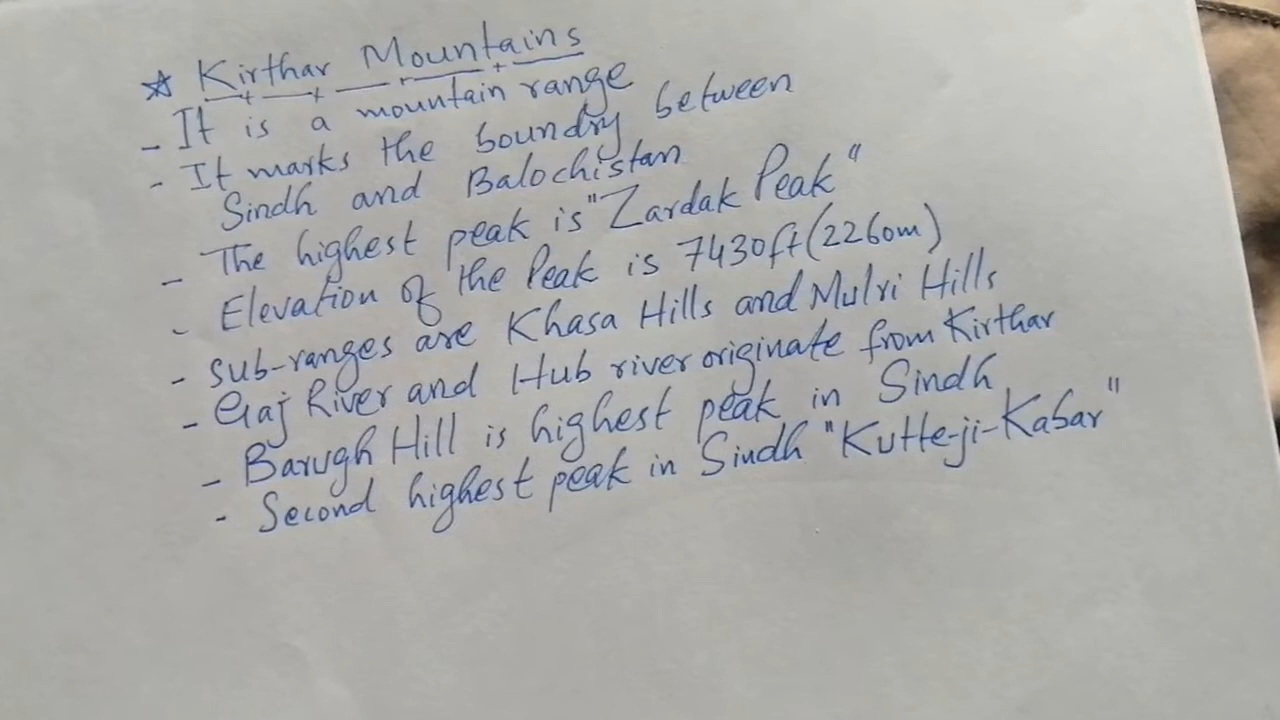 ☆ Kirthar Mountains
- It is a mountain range
- It marks the boundry between
Sindh and Balochistan
- The highest peak is "Zardak Peak"
- Elevation of the Peak is 7430ft (2260m)
- Sub-ranges are Khasa Hills and Mulri Hills
- Gaj River and Hub river originate from Kirthar
- Barugh Hill is highest peak in Sindh
- Second highest peak in Sindh "Kutte-ji-Kabar"